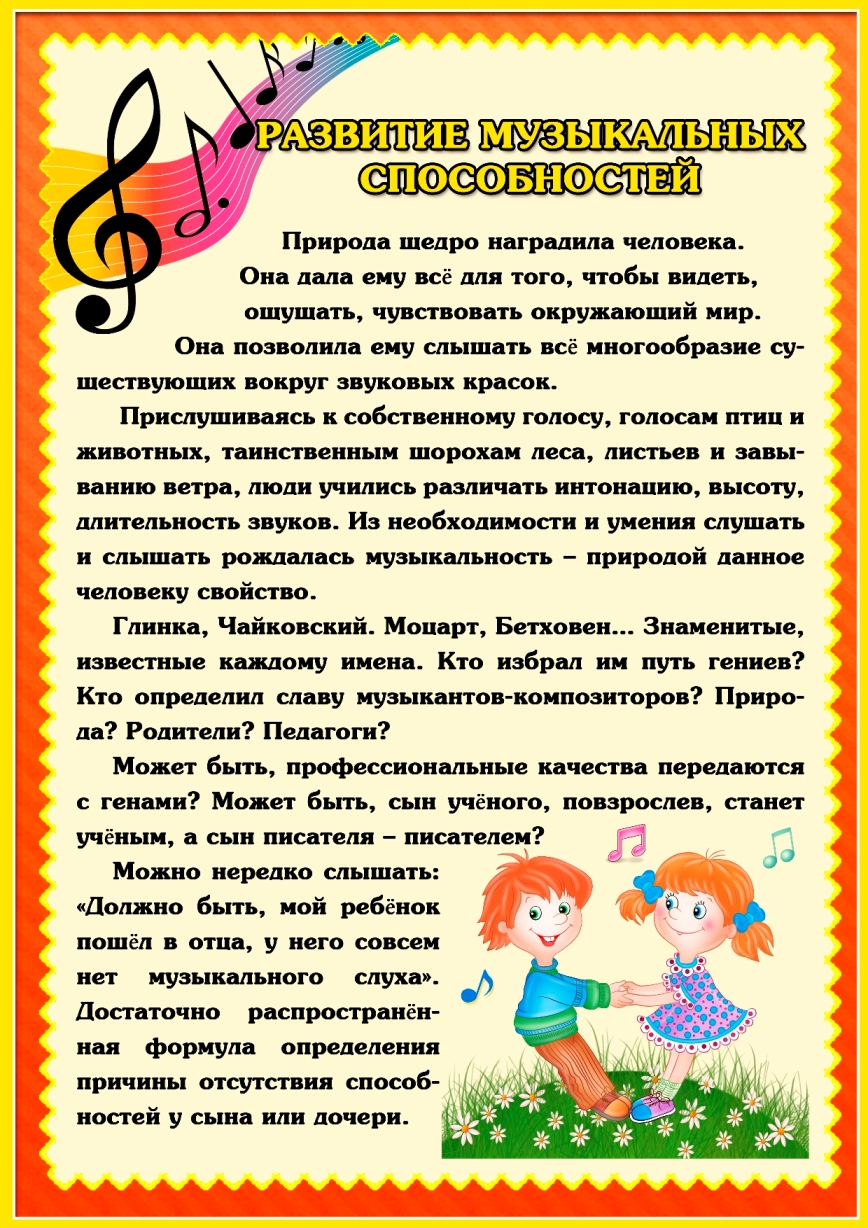 РАЗВИТИЕ МУЗЫКАЛЬНЫХ
СПОСОБНОСТЕЙ
Природа щедро наградила человека.
Она дала ему всё для того, чтобы видеть,
ощущать, чувствовать окружающий мир.
Она позволила ему слышать всё многообразие су-
ществующих вокруг звуковых красок.
Прислушиваясь к собственному голосу, голосам птиц и
животных, таинственным шорохам леса, листьев и завы-
ванию ветра, люди учились различать интонацию, высоту,
длительность звуков. Из необходимости и умения слушать
и слышать рождалась музыкальность – природой данное
человеку свойство.
Глинка, Чайковский. Моцарт, Бетховен... Знаменитые,
известные каждому имена. Кто избрал им путь гениев?
Кто определил славу музыкантов-композиторов? Приро-
да? Родители? Педагоги?
Может быть, профессиональные качества передаются
с генами? Может быть, сын учёного, повзрослев, станет
учёным, а сын писателя – писателем?
Можно нередко слышать:
«Должно быть, мой ребёнок
пошёл в отца, у него совсем
нет музыкального слуха».
Достаточно распространён-
ная формула определения
причины отсутствия способ-
ностей у сына или дочери.